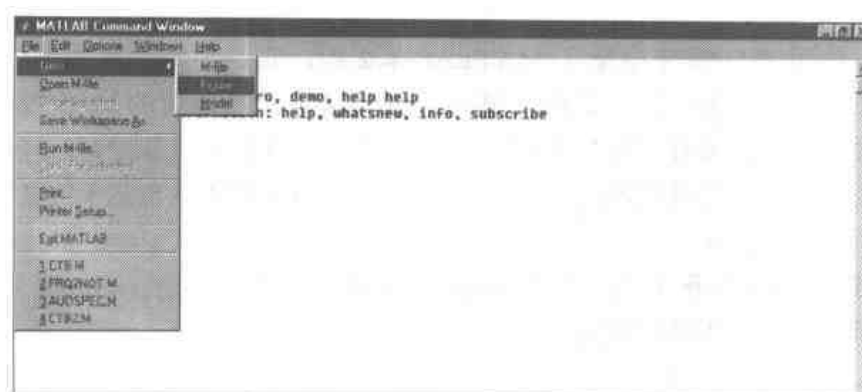 MATLAB Command Window
File Edit Options Windows Help
New
M-file
Open M-file
Figure
ro, demo, help help
Model
help, whatsnew, info, subscribe
Save Workspace As
Run M-file
Print...
Printer Setup...
Exit MATLAB
1 CTB.M
2 FRQ2NOT.M
3 AUDSPEC.M
4 CTB2.M